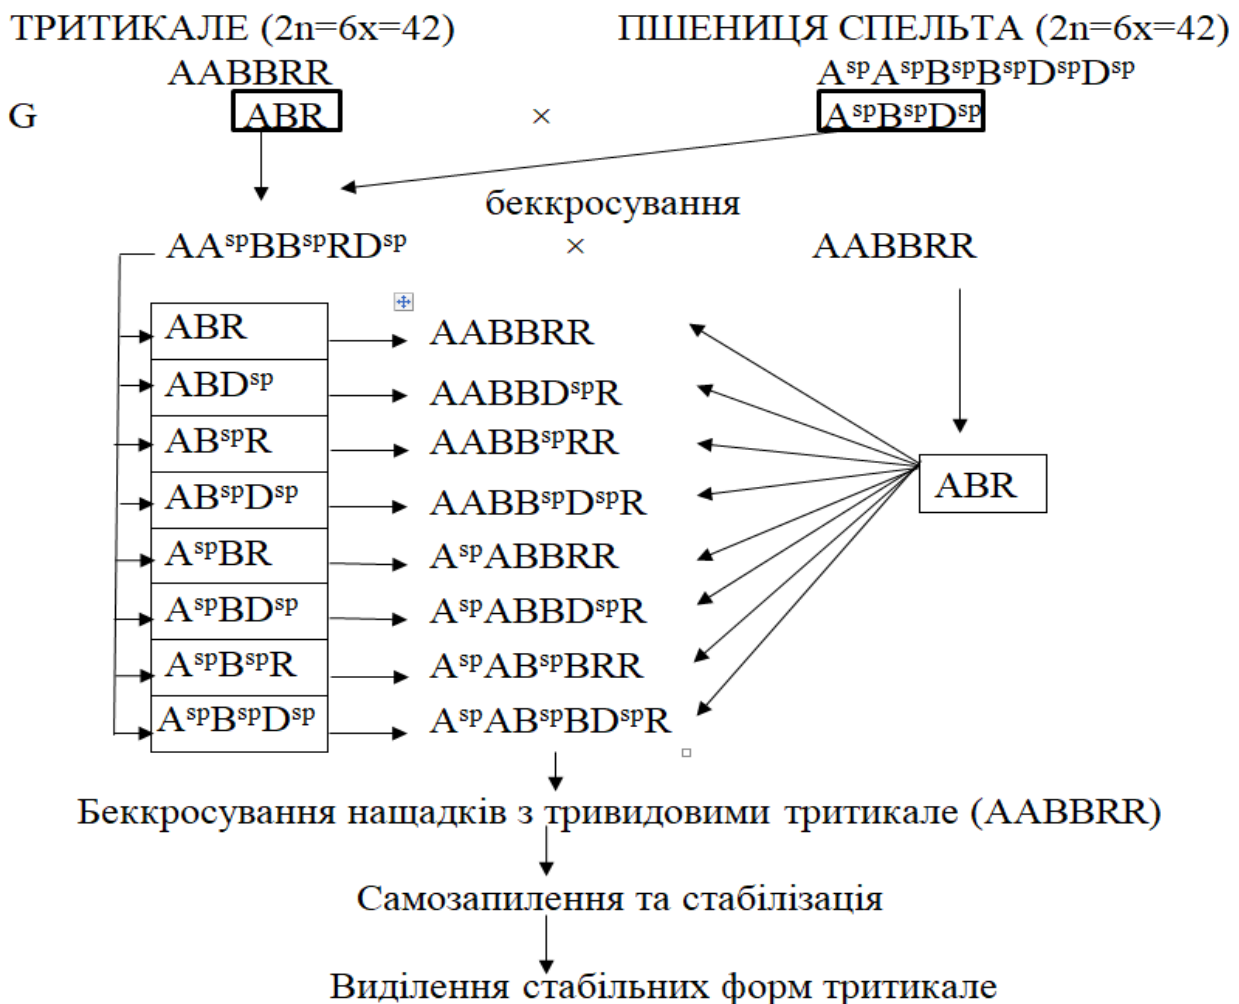 ТРИТИКАЛЕ (2n=6x=42) ПШЕНИЦЯ СПЕЛЬТА (2n=6x=42)
AABBRR AˢᵖAˢᵖBˢᵖBˢᵖDˢᵖDˢᵖ
G ABR × AˢᵖBˢᵖDˢᵖ
беккросування
AAˢᵖBBˢᵖRDˢᵖ × AABBRR
ABR AABBRR
ABDˢᵖ AABBDˢᵖR
ABˢᵖR AABBˢᵖRR
ABR
ABˢᵖDˢᵖ AABBˢᵖDˢᵖR
AˢᵖBR AˢᵖABBRR
AˢᵖBDˢᵖ AˢᵖABBDˢᵖR
AˢᵖBˢᵖR AˢᵖABˢᵖBRR
AˢᵖBˢᵖDˢᵖ AˢᵖABˢᵖBDˢᵖR
Беккросування нащадків з тривидовими тритикале (AABBRR)
Самозапилення та стабілізація
Виділення стабільних форм тритикале